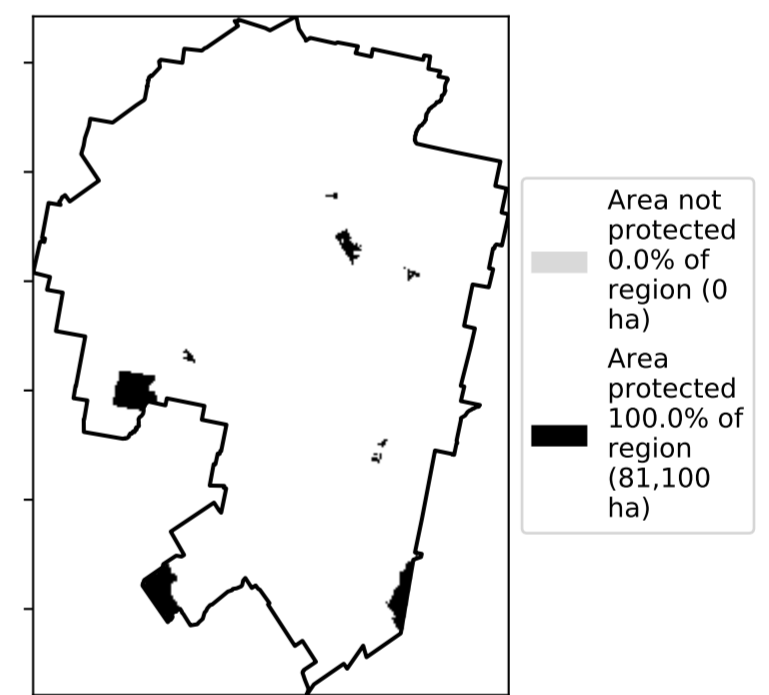 Area not
protected
0.0% of
region (0
ha)
Area
protected
100.0% of
region
(81,100
ha)